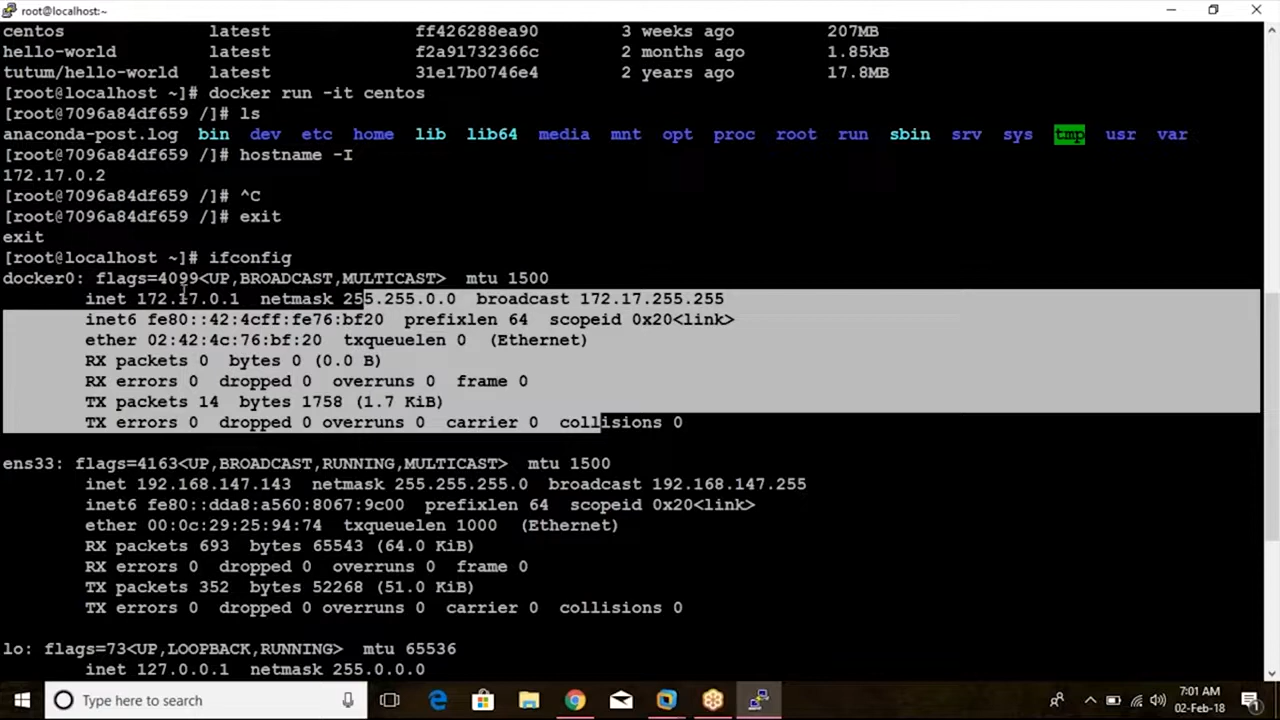 root@localhost:~
centos latest ff426288ea90 3 weeks ago 207MB
hello-world latest f2a91732366c 2 months ago 1.85kB
tutum/hello-world latest 31e17b0746e4 2 years ago 17.8MB
[root@localhost ~]# docker run -it centos
[root@7096a84df659 /]# ls
anaconda-post.log bin dev etc home lib lib64 media mnt opt proc root run sbin srv sys tmp usr var
[root@7096a84df659 /]# hostname -I
172.17.0.2
[root@7096a84df659 /]# ^C
[root@7096a84df659 /]# exit
exit
[root@localhost ~]# ifconfig
docker0: flags=4099<UP,BROADCAST,MULTICAST> mtu 1500
inet 172.17.0.1 netmask 255.255.0.0 broadcast 172.17.255.255
inet6 fe80::42:4cff:fe76:bf20 prefixlen 64 scopeid 0x20<link>
ether 02:42:4c:76:bf:20 txqueuelen 0 (Ethernet)
RX packets 0 bytes 0 (0.0 B)
RX errors 0 dropped 0 overruns 0 frame 0
TX packets 14 bytes 1758 (1.7 KiB)
TX errors 0 dropped 0 overruns 0 carrier 0 collisions 0
ens33: flags=4163<UP,BROADCAST,RUNNING,MULTICAST> mtu 1500
inet 192.168.147.143 netmask 255.255.255.0 broadcast 192.168.147.255
inet6 fe80::dda8:a560:8067:9c00 prefixlen 64 scopeid 0x20<link>
ether 00:0c:29:25:94:74 txqueuelen 1000 (Ethernet)
RX packets 693 bytes 65543 (64.0 KiB)
RX errors 0 dropped 0 overruns 0 frame 0
TX packets 352 bytes 52268 (51.0 KiB)
TX errors 0 dropped 0 overruns 0 carrier 0 collisions 0
lo: flags=73<UP,LOOPBACK,RUNNING> mtu 65536
inet 127.0.0.1 netmask 255.0.0.0
Type here to search
7:01 AM
02-Feb-18
1